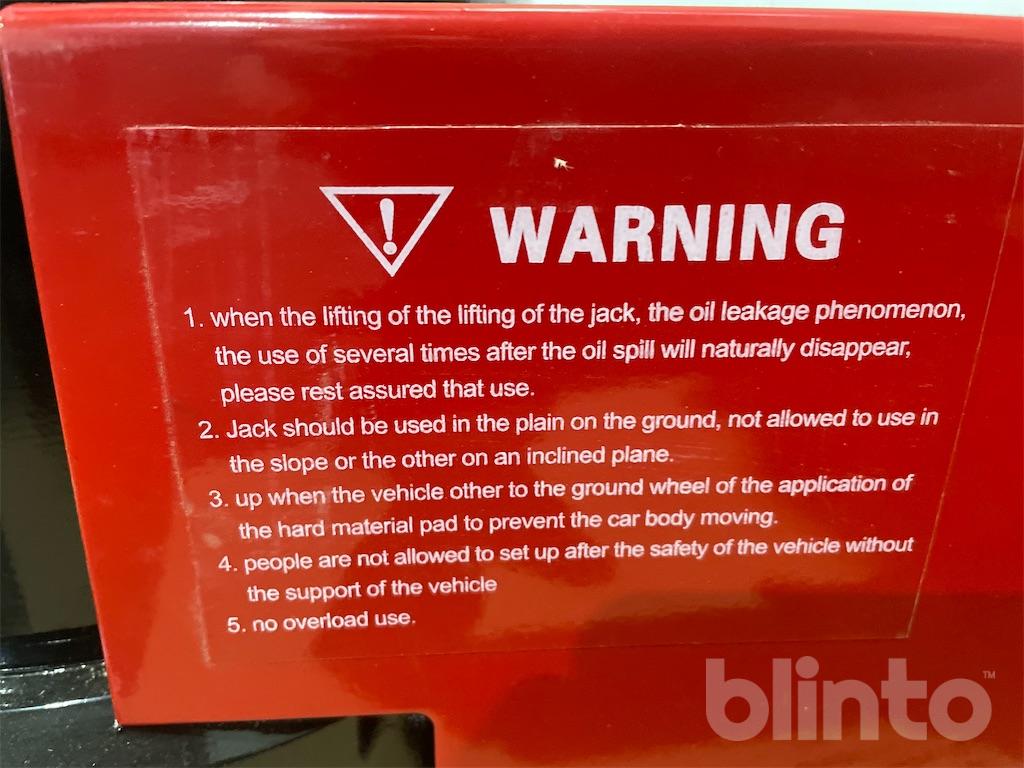 WARNING
1. when the lifting of the lifting of the jack, the oil leakage phenomenon,
the use of several times after the oil spill will naturally disappear,
please rest assured that use.
2. Jack should be used in the plain on the ground, not allowed to use in
the slope or the other on an inclined plane.
3. up when the vehicle other to the ground wheel of the application of
the hard material pad to prevent the car body moving.
4. people are not allowed to set up after the safety of the vehicle without
the support of the vehicle
5. no overload use.
blinto™